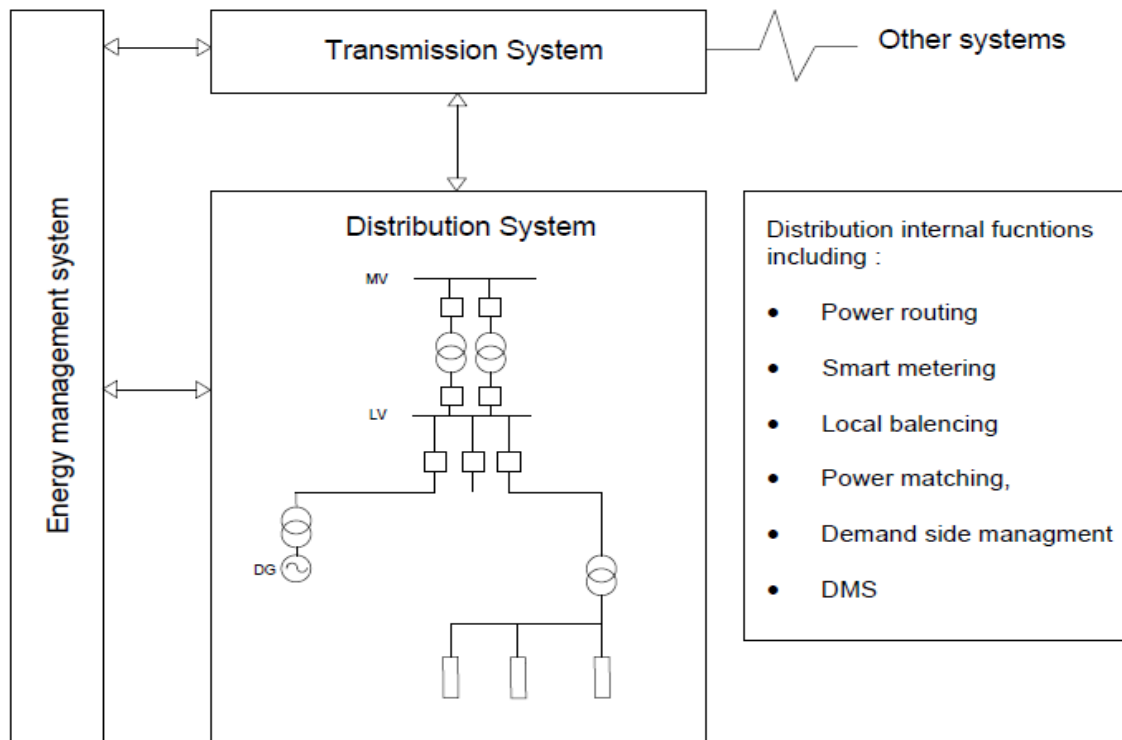 Transmission System
Other systems
Energy management system
Distribution System
MV
LV
DG
Distribution internal fucntions
including :
• Power routing
• Smart metering
• Local balencing
• Power matching,
• Demand side managment
• DMS